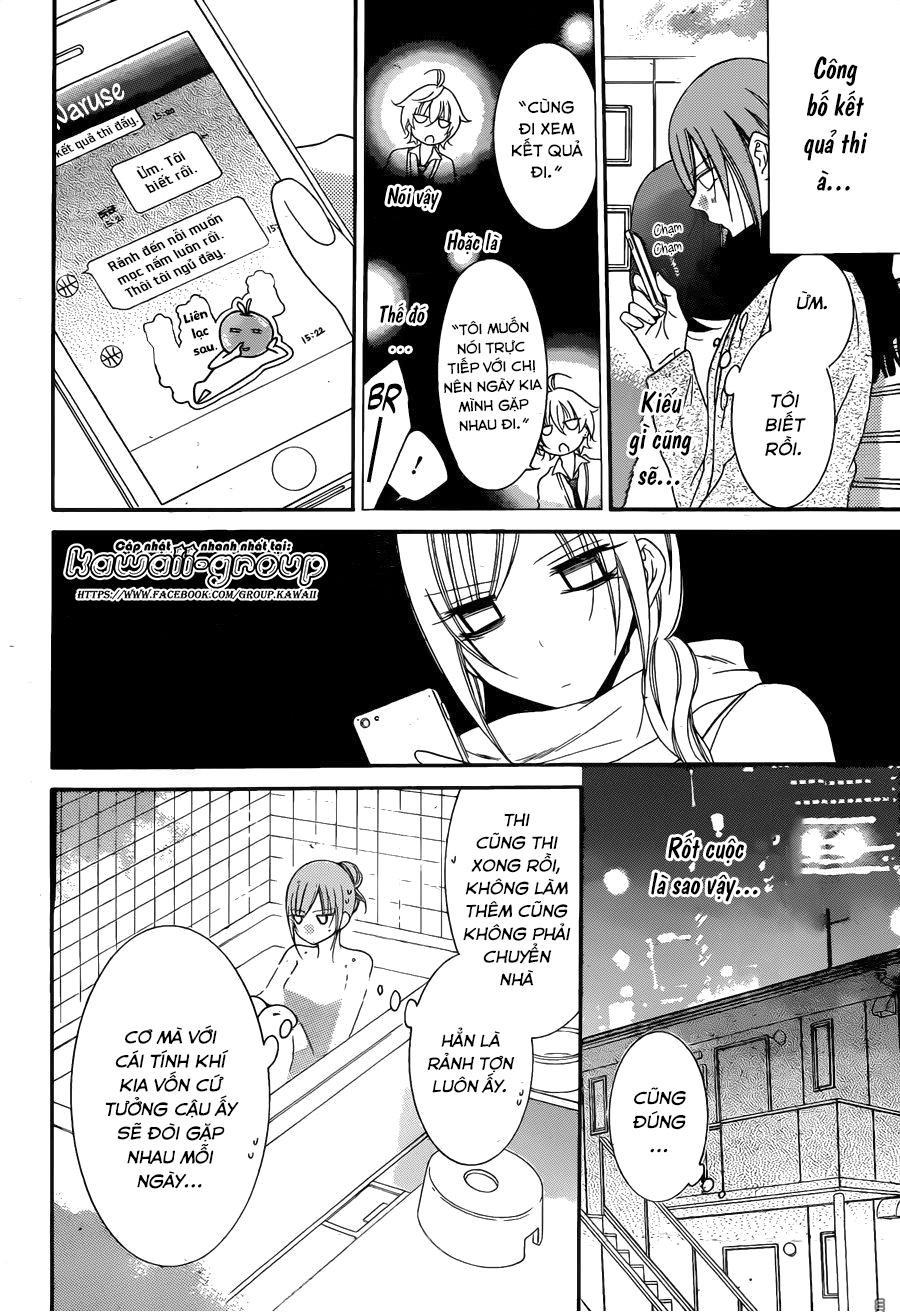 Công
bố kết
quả thi
à...
Chạm
Chạm
Ừm.
Tôi
biết
rồi.
Kiểu
gì cũng
sẽ...
"Cùng
đi xem
kết quả
đi."
Nói vậy
Hoặc là
"Tôi muốn
nói trực
tiếp với chị
nên ngày kia
mình gặp
nhau đi."
Thế đó
...
BR
!
Naruse
kết quả thi đấy.
15:20
Ừm. Tôi
biết rồi.
15:21
Rảnh đến nỗi muốn
mọc nấm luôn rồi.
Thôi tôi ngủ đây.
15:22
Liên
lạc
sau.
15:22
Cập nhật nhanh nhất tại:
kawaii-group
HTTPS://WWW.FACEBOOK.COM/GROUP.KAWAII
Rốt cuộc
là sao vậy...
Cũng
đúng
...
Thi
cũng thi
xong rồi,
không làm
thêm cũng
không phải
chuyển
nhà
Hẳn là
rảnh tợn
luôn ấy.
Cơ mà với
cái tính khí
kia vốn cứ
tưởng cậu ấy
sẽ đòi gặp
nhau mỗi
ngày...